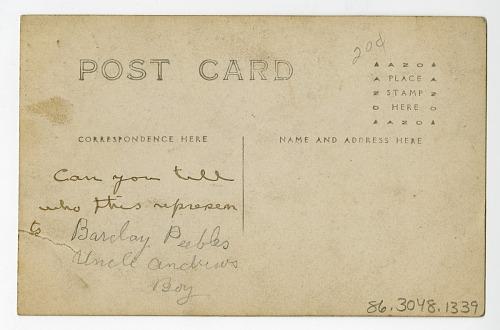 20¢
POST CARD
AZO
PLACE
STAMP
HERE
AZO
CORRESPONDENCE HERE
NAME AND ADDRESS HERE
Can you tell
who this represen
ts
Barclay Peebles
Uncle Andrews
Boy
86.3048.1339